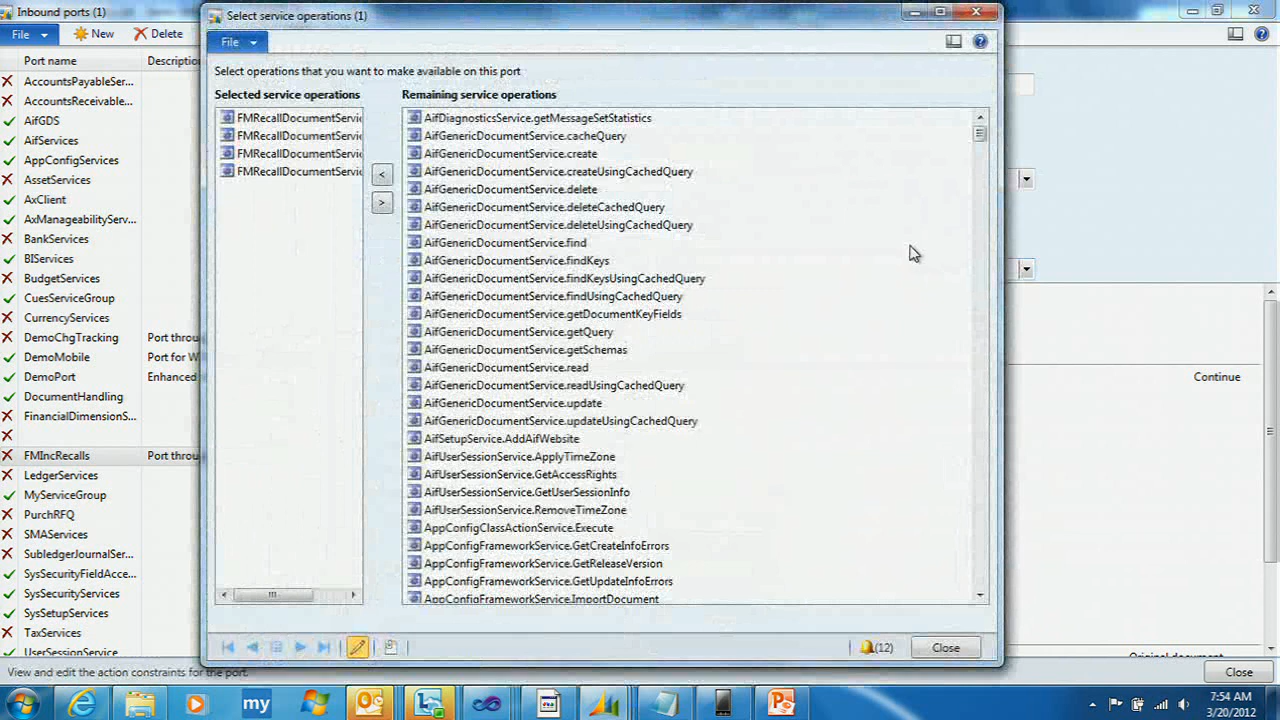 Inbound ports (1)
File
New
Delete
Port name
Descriptio
AccountsPayableSer...
AccountsReceivable...
AifGDS
AifServices
AppConfigServices
AssetServices
AxClient
AxManageabilityServ...
BankServices
BIServices
BudgetServices
CuesServiceGroup
CurrencyServices
DemoChgTracking
Port throu
DemoMobile
Port for W
DemoPort
Enhanced
DocumentHandling
FinancialDimensionS...
FMIncRecalls
Port throu
LedgerServices
MyServiceGroup
PurchRFQ
SMAServices
SubledgerJournalSer...
SysSecurityFieldAcce...
SysSecurityServices
SysSetupServices
TaxServices
UserSessionService
View and edit the action constraints for the port.
Select service operations (1)
File
Select operations that you want to make available on this port
Selected service operations
FMRecallDocumentServic
FMRecallDocumentServic
FMRecallDocumentServic
FMRecallDocumentServic
<
>
Remaining service operations
AifDiagnosticsService.getMessageSetStatistics
AifGenericDocumentService.cacheQuery
AifGenericDocumentService.create
AifGenericDocumentService.createUsingCachedQuery
AifGenericDocumentService.delete
AifGenericDocumentService.deleteCachedQuery
AifGenericDocumentService.deleteUsingCachedQuery
AifGenericDocumentService.find
AifGenericDocumentService.findKeys
AifGenericDocumentService.findKeysUsingCachedQuery
AifGenericDocumentService.findUsingCachedQuery
AifGenericDocumentService.getDocumentKeyFields
AifGenericDocumentService.getQuery
AifGenericDocumentService.getSchemas
AifGenericDocumentService.read
AifGenericDocumentService.readUsingCachedQuery
AifGenericDocumentService.update
AifGenericDocumentService.updateUsingCachedQuery
AifSetupService.AddAifWebsite
AifUserSessionService.ApplyTimeZone
AifUserSessionService.GetAccessRights
AifUserSessionService.GetUserSessionInfo
AifUserSessionService.RemoveTimeZone
AppConfigClassActionService.Execute
AppConfigFrameworkService.GetCreateInfoErrors
AppConfigFrameworkService.GetReleaseVersion
AppConfigFrameworkService.GetUpdateInfoErrors
AppConfigFrameworkService.ImportDocument
(12)
Close
Continue
Original document
Close
my
7:54 AM
3/20/2012